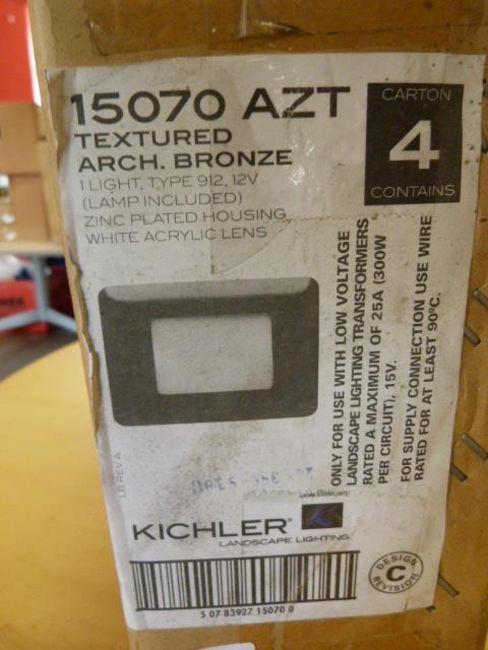 15070 AZT
TEXTURED
ARCH. BRONZE
1 LIGHT, TYPE 912, 12V
(LAMP INCLUDED)
ZINC PLATED HOUSING
WHITE ACRYLIC LENS
CARTON
4
CONTAINS
ONLY FOR USE WITH LOW VOLTAGE
LANDSCAPE LIGHTING TRANSFORMERS
RATED A MAXIMUM OF 25A (300W
PER CIRCUIT), 15V.
FOR SUPPLY CONNECTION USE WIRE
RATED FOR AT LEAST 90ºC.
LB REV A
KICHLER®
LANDSCAPE LIGHTING
DESIGN
C
REVISION
5 07 83927 15070 0